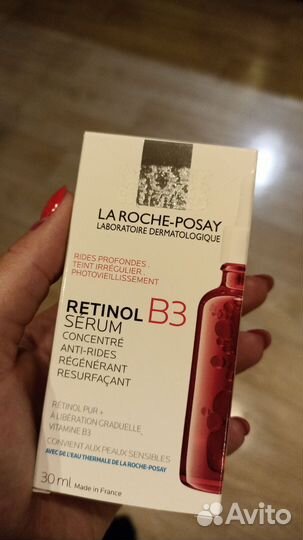 LA ROCHE-POSAY
LABORATOIRE DERMATOLOGIQUE
RIDES PROFONDES.
TEINT IRRÉGULIER.
PHOTOVIEILLISSEMENT
RETINOL B3
SÉRUM
CONCENTRÉ
ANTI-RIDES
RÉGÉNÉRANT
RESURFAÇANT
RÉTINOL PUR +
À LIBÉRATION GRADUELLE
VITAMINE B3
CONVIENT AUX PEAUX SENSIBLES
AVEC DE L'EAU THERMALE DE LA ROCHE-POSAY
30 ml Made in France
Avito